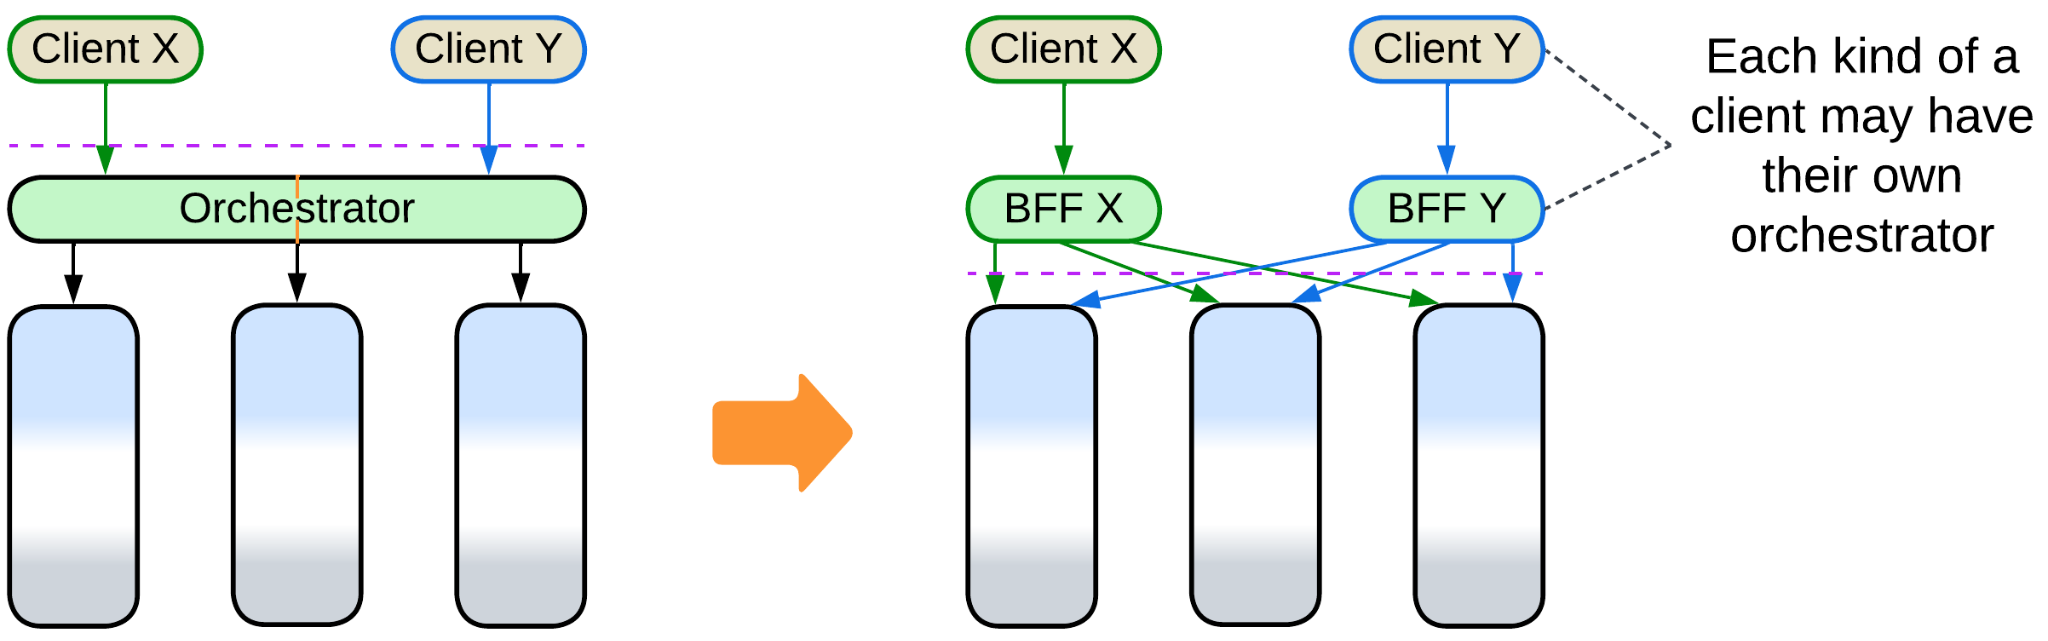 Client X
Client Y
Orchestrator
Client X
Client Y
BFF X
BFF Y
Each kind of a
client may have
their own
orchestrator